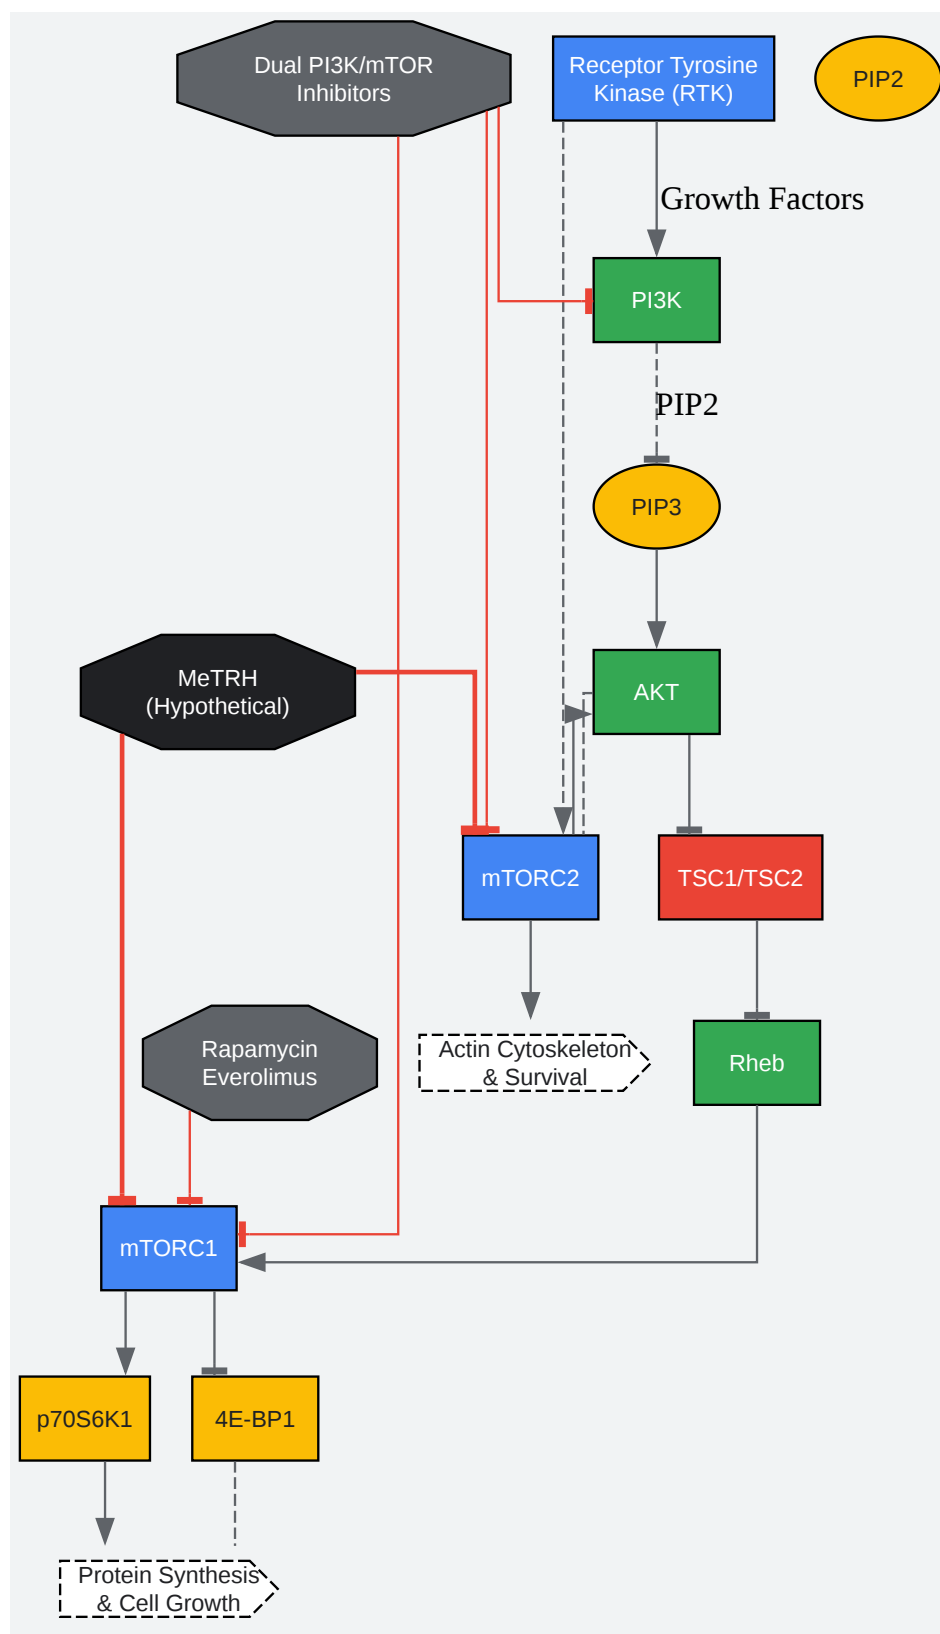 Dual PI3K/mTOR
Inhibitors
Receptor Tyrosine
Kinase (RTK)
PIP2
Growth Factors
PI3K
PIP2
PIP3
MeTRH
(Hypothetical)
AKT
mTORC2
TSC1/TSC2
Rapamycin
Everolimus
Actin Cytoskeleton
& Survival
Rheb
mTORC1
p70S6K1
4E-BP1
Protein Synthesis
& Cell Growth